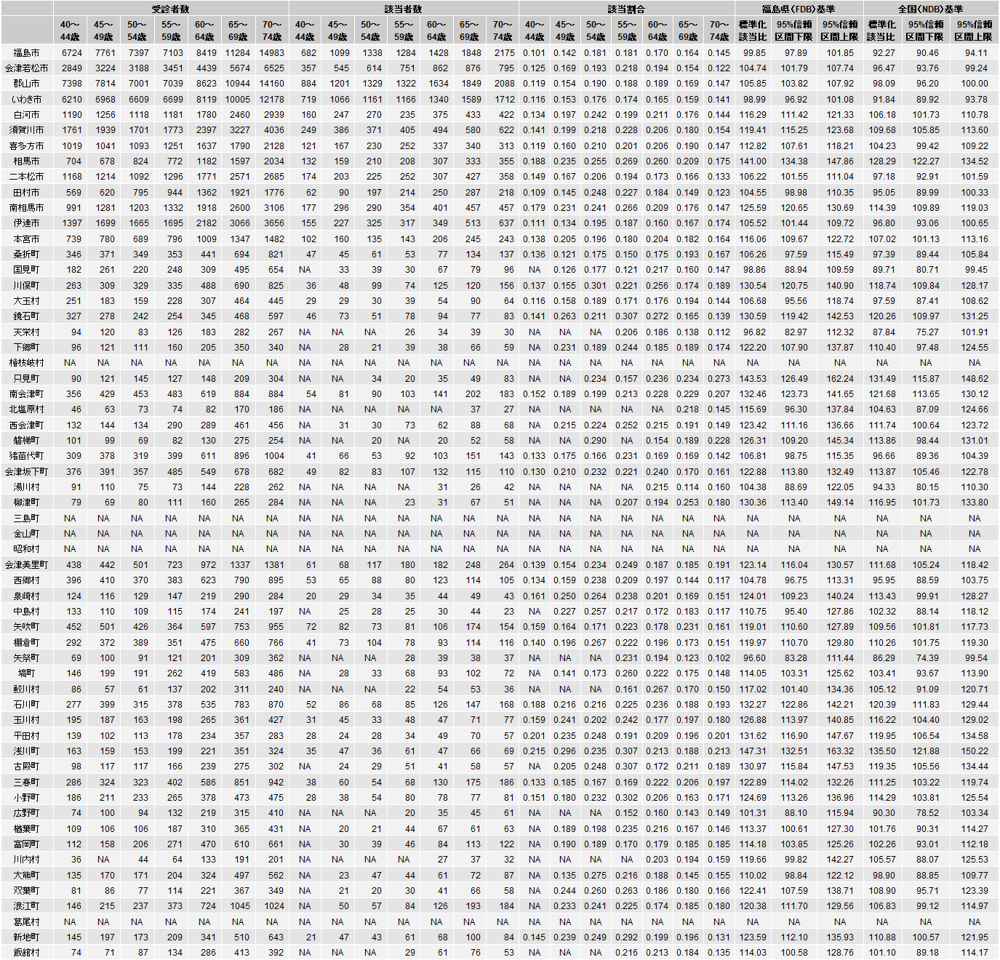 受診者数 該当者数 該当割合 福島県（FDB）基準 全国（NDB）基準
40～ 45～ 50～ 55～ 60～ 65～ 70～ 40～ 45～ 50～ 55～ 60～ 65～ 70～ 40～ 45～ 50～ 55～ 60～ 65～ 70～ 標準化 95%信頼 95%信頼 標準化 95%信頼 95%信頼
44歳 49歳 54歳 59歳 64歳 69歳 74歳 44歳 49歳 54歳 59歳 64歳 69歳 74歳 44歳 49歳 54歳 59歳 64歳 69歳 74歳 該当比 区間下限 区間上限 該当比 区間下限 区間上限
福島市 6724 7761 7397 7103 8419 11284 14983 682 1099 1338 1284 1428 1848 2175 0.101 0.142 0.181 0.181 0.170 0.164 0.145 99.85 97.89 101.85 92.27 90.46 94.11
会津若松市 2849 3224 3188 3451 4439 5674 6525 357 545 614 751 862 876 795 0.125 0.169 0.193 0.218 0.194 0.154 0.122 104.74 101.79 107.74 96.47 93.76 99.24
郡山市 7398 7814 7001 7039 8623 10944 14160 884 1201 1329 1322 1634 1849 2088 0.119 0.154 0.190 0.188 0.189 0.169 0.147 105.85 103.82 107.92 98.09 96.20 100.00
いわき市 6210 6968 6609 6699 8119 10005 12178 719 1066 1161 1166 1340 1589 1712 0.116 0.153 0.176 0.174 0.165 0.159 0.141 98.99 96.92 101.08 91.84 89.92 93.78
白河市 1190 1256 1118 1181 1780 2460 2939 160 247 270 235 375 433 422 0.134 0.197 0.242 0.199 0.211 0.176 0.144 116.29 111.42 121.33 106.18 101.73 110.78
須賀川市 1761 1939 1701 1773 2397 3227 4036 249 386 371 405 494 580 622 0.141 0.199 0.218 0.228 0.206 0.180 0.154 119.41 115.25 123.68 109.68 105.85 113.60
喜多方市 1019 1041 1093 1251 1637 1790 2128 121 167 230 252 337 340 313 0.119 0.160 0.210 0.201 0.206 0.190 0.147 112.82 107.61 118.21 104.23 99.42 109.22
相馬市 704 678 824 772 1182 1597 2034 132 159 210 208 307 333 355 0.188 0.235 0.255 0.269 0.260 0.209 0.175 141.00 134.38 147.86 128.29 122.27 134.52
二本松市 1168 1214 1092 1296 1771 2571 2685 174 203 225 252 307 427 358 0.149 0.167 0.206 0.194 0.173 0.166 0.133 106.22 101.55 111.04 97.18 92.91 101.59
田村市 569 620 795 944 1362 1921 1776 62 90 197 214 250 287 218 0.109 0.145 0.248 0.227 0.184 0.149 0.123 104.55 98.98 110.35 95.05 89.99 100.33
南相馬市 991 1281 1203 1332 1918 2600 3106 177 296 290 354 401 457 457 0.179 0.231 0.241 0.266 0.209 0.176 0.147 125.59 120.65 130.69 114.39 109.89 119.03
伊達市 1397 1699 1665 1695 2182 3066 3656 155 227 325 317 349 513 637 0.111 0.134 0.195 0.187 0.160 0.167 0.174 105.52 101.44 109.72 96.80 93.06 100.65
本宮市 739 780 689 796 1009 1347 1482 102 160 135 143 206 245 243 0.138 0.205 0.196 0.180 0.204 0.182 0.164 116.06 109.67 122.72 107.02 101.13 113.16
桑折町 346 371 349 353 441 694 821 47 45 61 53 77 134 137 0.136 0.121 0.175 0.150 0.175 0.193 0.167 106.26 97.59 115.49 97.39 89.44 105.84
国見町 182 261 220 248 309 495 654 NA 33 39 30 67 79 96 NA 0.126 0.177 0.121 0.217 0.160 0.147 98.86 88.94 109.59 89.71 80.71 99.45
川俣町 263 309 329 335 488 690 825 36 48 99 74 125 120 156 0.137 0.155 0.301 0.221 0.256 0.174 0.189 130.54 120.75 140.90 118.74 109.84 128.17
大玉村 251 183 159 228 307 464 445 29 29 30 39 54 90 64 0.116 0.158 0.189 0.171 0.176 0.194 0.144 106.68 95.56 118.74 97.59 87.41 108.62
鏡石町 327 278 242 254 345 468 597 46 73 51 78 94 77 83 0.141 0.263 0.211 0.307 0.272 0.165 0.139 130.59 119.42 142.53 120.26 109.97 131.25
天栄村 94 120 83 126 183 282 267 NA NA NA 26 34 39 30 NA NA NA 0.206 0.186 0.138 0.112 96.82 82.97 112.32 87.84 75.27 101.91
下郷町 96 121 111 160 205 350 340 NA 28 21 39 38 66 59 NA 0.231 0.189 0.244 0.185 0.189 0.174 122.20 107.90 137.87 110.40 97.48 124.55
檜枝岐村 NA NA NA NA NA NA NA NA NA NA NA NA NA NA NA NA NA NA NA NA NA NA NA NA NA NA NA
只見町 90 121 145 127 148 209 304 NA NA 34 20 35 49 83 NA NA 0.234 0.157 0.236 0.234 0.273 143.53 126.49 162.24 131.49 115.87 148.62
南会津町 356 429 453 483 619 884 884 54 81 90 103 141 202 183 0.152 0.189 0.199 0.213 0.228 0.229 0.207 132.46 123.73 141.65 121.68 113.65 130.12
北塩原村 46 63 73 74 82 170 186 NA NA NA NA NA 37 27 NA NA NA NA NA 0.218 0.145 115.69 96.30 137.84 104.63 87.09 124.66
西会津町 132 144 134 290 289 461 456 NA 31 30 73 62 88 68 NA 0.215 0.224 0.252 0.215 0.191 0.149 123.42 111.16 136.66 111.74 100.64 123.72
磐梯町 101 99 69 82 130 275 254 NA NA 20 NA 20 52 58 NA NA 0.290 NA 0.154 0.189 0.228 126.31 109.20 145.34 113.86 98.44 131.01
猪苗代町 309 378 319 399 611 896 1004 41 66 53 92 103 151 143 0.133 0.175 0.166 0.231 0.169 0.169 0.142 106.81 98.75 115.35 96.66 89.36 104.39
会津坂下町 376 391 357 485 549 678 682 49 82 83 107 132 115 110 0.130 0.210 0.232 0.221 0.240 0.170 0.161 122.88 113.80 132.49 113.87 105.46 122.78
湯川村 91 110 75 73 144 228 262 NA NA NA NA 31 26 42 NA NA NA NA 0.215 0.114 0.160 104.38 88.69 122.05 94.33 80.15 110.30
柳津町 79 69 80 111 160 265 284 NA NA NA 23 31 67 51 NA NA NA 0.207 0.194 0.253 0.180 130.36 113.40 149.14 116.95 101.73 133.80
三島町 NA NA NA NA NA NA NA NA NA NA NA NA NA NA NA NA NA NA NA NA NA NA NA NA NA NA NA
金山町 NA NA NA NA NA NA NA NA NA NA NA NA NA NA NA NA NA NA NA NA NA NA NA NA NA NA NA
昭和村 NA NA NA NA NA NA NA NA NA NA NA NA NA NA NA NA NA NA NA NA NA NA NA NA NA NA NA
会津美里町 438 442 501 723 972 1337 1381 61 68 117 180 182 248 264 0.139 0.154 0.234 0.249 0.187 0.185 0.191 123.14 116.04 130.57 111.68 105.24 118.42
西郷村 396 410 370 383 623 790 895 53 65 88 80 123 114 105 0.134 0.159 0.238 0.209 0.197 0.144 0.117 104.78 96.75 113.31 95.95 88.59 103.75
泉崎村 124 116 129 147 219 290 284 20 29 34 35 44 49 43 0.161 0.250 0.264 0.238 0.201 0.169 0.151 124.01 109.23 140.24 113.43 99.91 128.27
中島村 133 110 109 115 174 241 197 NA 25 28 25 30 44 23 NA 0.227 0.257 0.217 0.172 0.183 0.117 110.75 95.40 127.86 102.32 88.14 118.12
矢吹町 452 501 426 364 597 753 955 72 82 73 81 106 174 154 0.159 0.164 0.171 0.223 0.178 0.231 0.161 119.01 110.60 127.89 109.56 101.81 117.73
棚倉町 292 372 389 351 475 660 766 41 73 104 78 93 114 116 0.140 0.196 0.267 0.222 0.196 0.173 0.151 119.97 110.70 129.80 110.26 101.75 119.30
矢祭町 69 100 91 121 201 309 362 NA NA NA 28 39 38 37 NA NA NA 0.231 0.194 0.123 0.102 96.60 83.28 111.44 86.29 74.39 99.54
塙町 146 199 191 262 419 583 486 NA 28 33 68 93 102 72 NA 0.141 0.173 0.260 0.222 0.175 0.148 114.05 103.31 125.62 103.41 93.67 113.90
鮫川村 86 57 61 137 202 311 240 NA NA NA 22 54 53 36 NA NA NA 0.161 0.267 0.170 0.150 117.02 101.40 134.36 105.12 91.09 120.71
石川町 277 399 315 378 535 783 870 52 86 68 85 126 147 168 0.188 0.216 0.216 0.225 0.236 0.188 0.193 132.27 122.86 142.21 120.39 111.83 129.44
玉川村 195 187 163 198 265 361 427 31 45 33 48 47 71 77 0.159 0.241 0.202 0.242 0.177 0.197 0.180 126.88 113.97 140.85 116.22 104.40 129.02
平田村 139 102 113 178 234 357 283 28 24 28 34 49 70 57 0.201 0.235 0.248 0.191 0.209 0.196 0.201 131.62 116.90 147.67 119.95 106.54 134.58
浅川町 163 159 153 199 221 351 324 35 47 36 61 47 66 69 0.215 0.296 0.235 0.307 0.213 0.188 0.213 147.31 132.51 163.32 135.50 121.88 150.22
古殿町 98 117 117 166 239 275 302 NA 24 29 51 41 58 57 NA 0.205 0.248 0.307 0.172 0.211 0.189 130.97 115.84 147.53 119.35 105.56 134.44
三春町 286 324 323 402 586 851 942 38 60 54 68 130 175 186 0.133 0.185 0.167 0.169 0.222 0.206 0.197 122.89 114.02 132.26 111.25 103.22 119.74
小野町 186 211 233 265 378 473 475 28 38 54 80 78 77 81 0.151 0.180 0.232 0.302 0.206 0.163 0.171 124.69 113.26 136.96 114.29 103.81 125.54
広野町 74 100 94 132 219 315 410 NA NA NA 20 35 45 61 NA NA NA 0.152 0.160 0.143 0.149 101.31 88.10 115.94 90.30 78.52 103.34
楢葉町 109 106 106 187 310 365 431 NA 20 21 44 67 61 63 NA 0.189 0.198 0.235 0.216 0.167 0.146 113.37 100.61 127.30 101.76 90.31 114.27
富岡町 112 158 206 271 470 610 661 NA 30 39 46 84 113 122 NA 0.190 0.189 0.170 0.179 0.185 0.185 114.18 103.85 125.26 102.26 93.01 112.18
川内村 36 NA 44 64 133 191 201 NA NA NA NA 27 37 32 NA NA NA NA 0.203 0.194 0.159 119.66 99.82 142.27 105.57 88.07 125.53
大熊町 135 170 171 204 324 497 562 NA 23 47 44 61 72 87 NA 0.135 0.275 0.216 0.188 0.145 0.155 110.02 98.84 122.12 98.90 88.85 109.77
双葉町 81 86 77 114 221 367 349 NA 21 20 30 41 66 58 NA 0.244 0.260 0.263 0.186 0.180 0.166 122.41 107.59 138.71 108.90 95.71 123.39
浪江町 146 215 237 373 724 1045 1024 NA 50 57 84 126 193 184 NA 0.233 0.241 0.225 0.174 0.185 0.180 120.38 111.70 129.56 106.83 99.12 114.97
葛尾村 NA NA NA NA NA NA NA NA NA NA NA NA NA NA NA NA NA NA NA NA NA NA NA NA NA NA NA
新地町 145 197 173 209 341 510 643 21 47 43 61 68 100 84 0.145 0.239 0.249 0.292 0.199 0.196 0.131 123.59 112.10 135.93 110.88 100.57 121.95
飯舘村 74 71 87 134 286 413 392 NA NA NA 29 61 76 53 NA NA NA 0.216 0.213 0.184 0.135 114.03 100.58 128.76 101.10 89.18 114.17